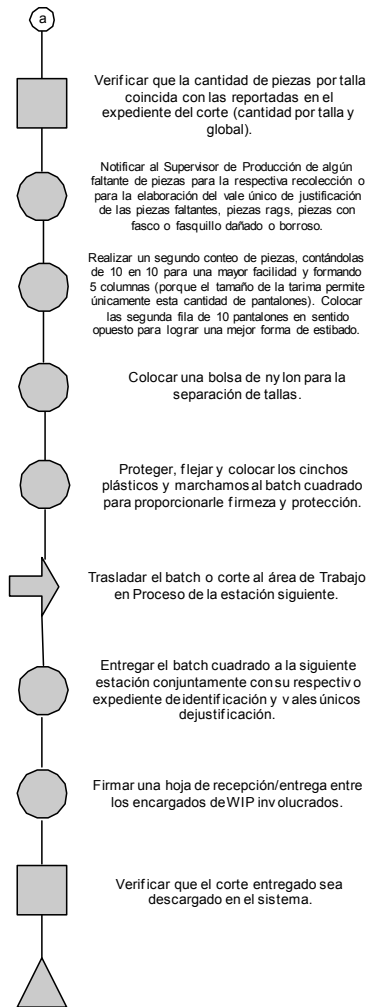 a
Verificar que la cantidad de piezas por talla
coincida con las reportadas en el
expediente del corte (cantidad por talla y
global).
Notificar al Supervisor de Producción de algún
faltante de piezas para la respectiva recolección o
para la elaboración del vale único de justificación
de las piezas faltantes, piezas rags, piezas con
fasco o fasquillo dañado o borroso.
Realizar un segundo conteo de piezas, contándolas
de 10 en 10 para una mayor facilidad y formando
5 columnas (porque el tamaño de la tarima permite
únicamente esta cantidad de pantalones). Colocar
las segunda fila de 10 pantalones en sentido
opuesto para lograr una mejor forma de estibado.
Colocar una bolsa de nylon para la
separación de tallas.
Proteger, flejar y colocar los cinchos
plásticos y marchamos al batch cuadrado
para proporcionarle firmeza y protección.
Trasladar el batch o corte al área de Trabajo
en Proceso de la estación siguiente.
Entregar el batch cuadrado a la siguiente
estación conjuntamente con su respectivo
expediente de identificación y vales únicos
dejustificación.
Firmar una hoja de recepción/entrega entre
los encargados de WIP involucrados.
Verificar que el corte entregado sea
descargado en el sistema.